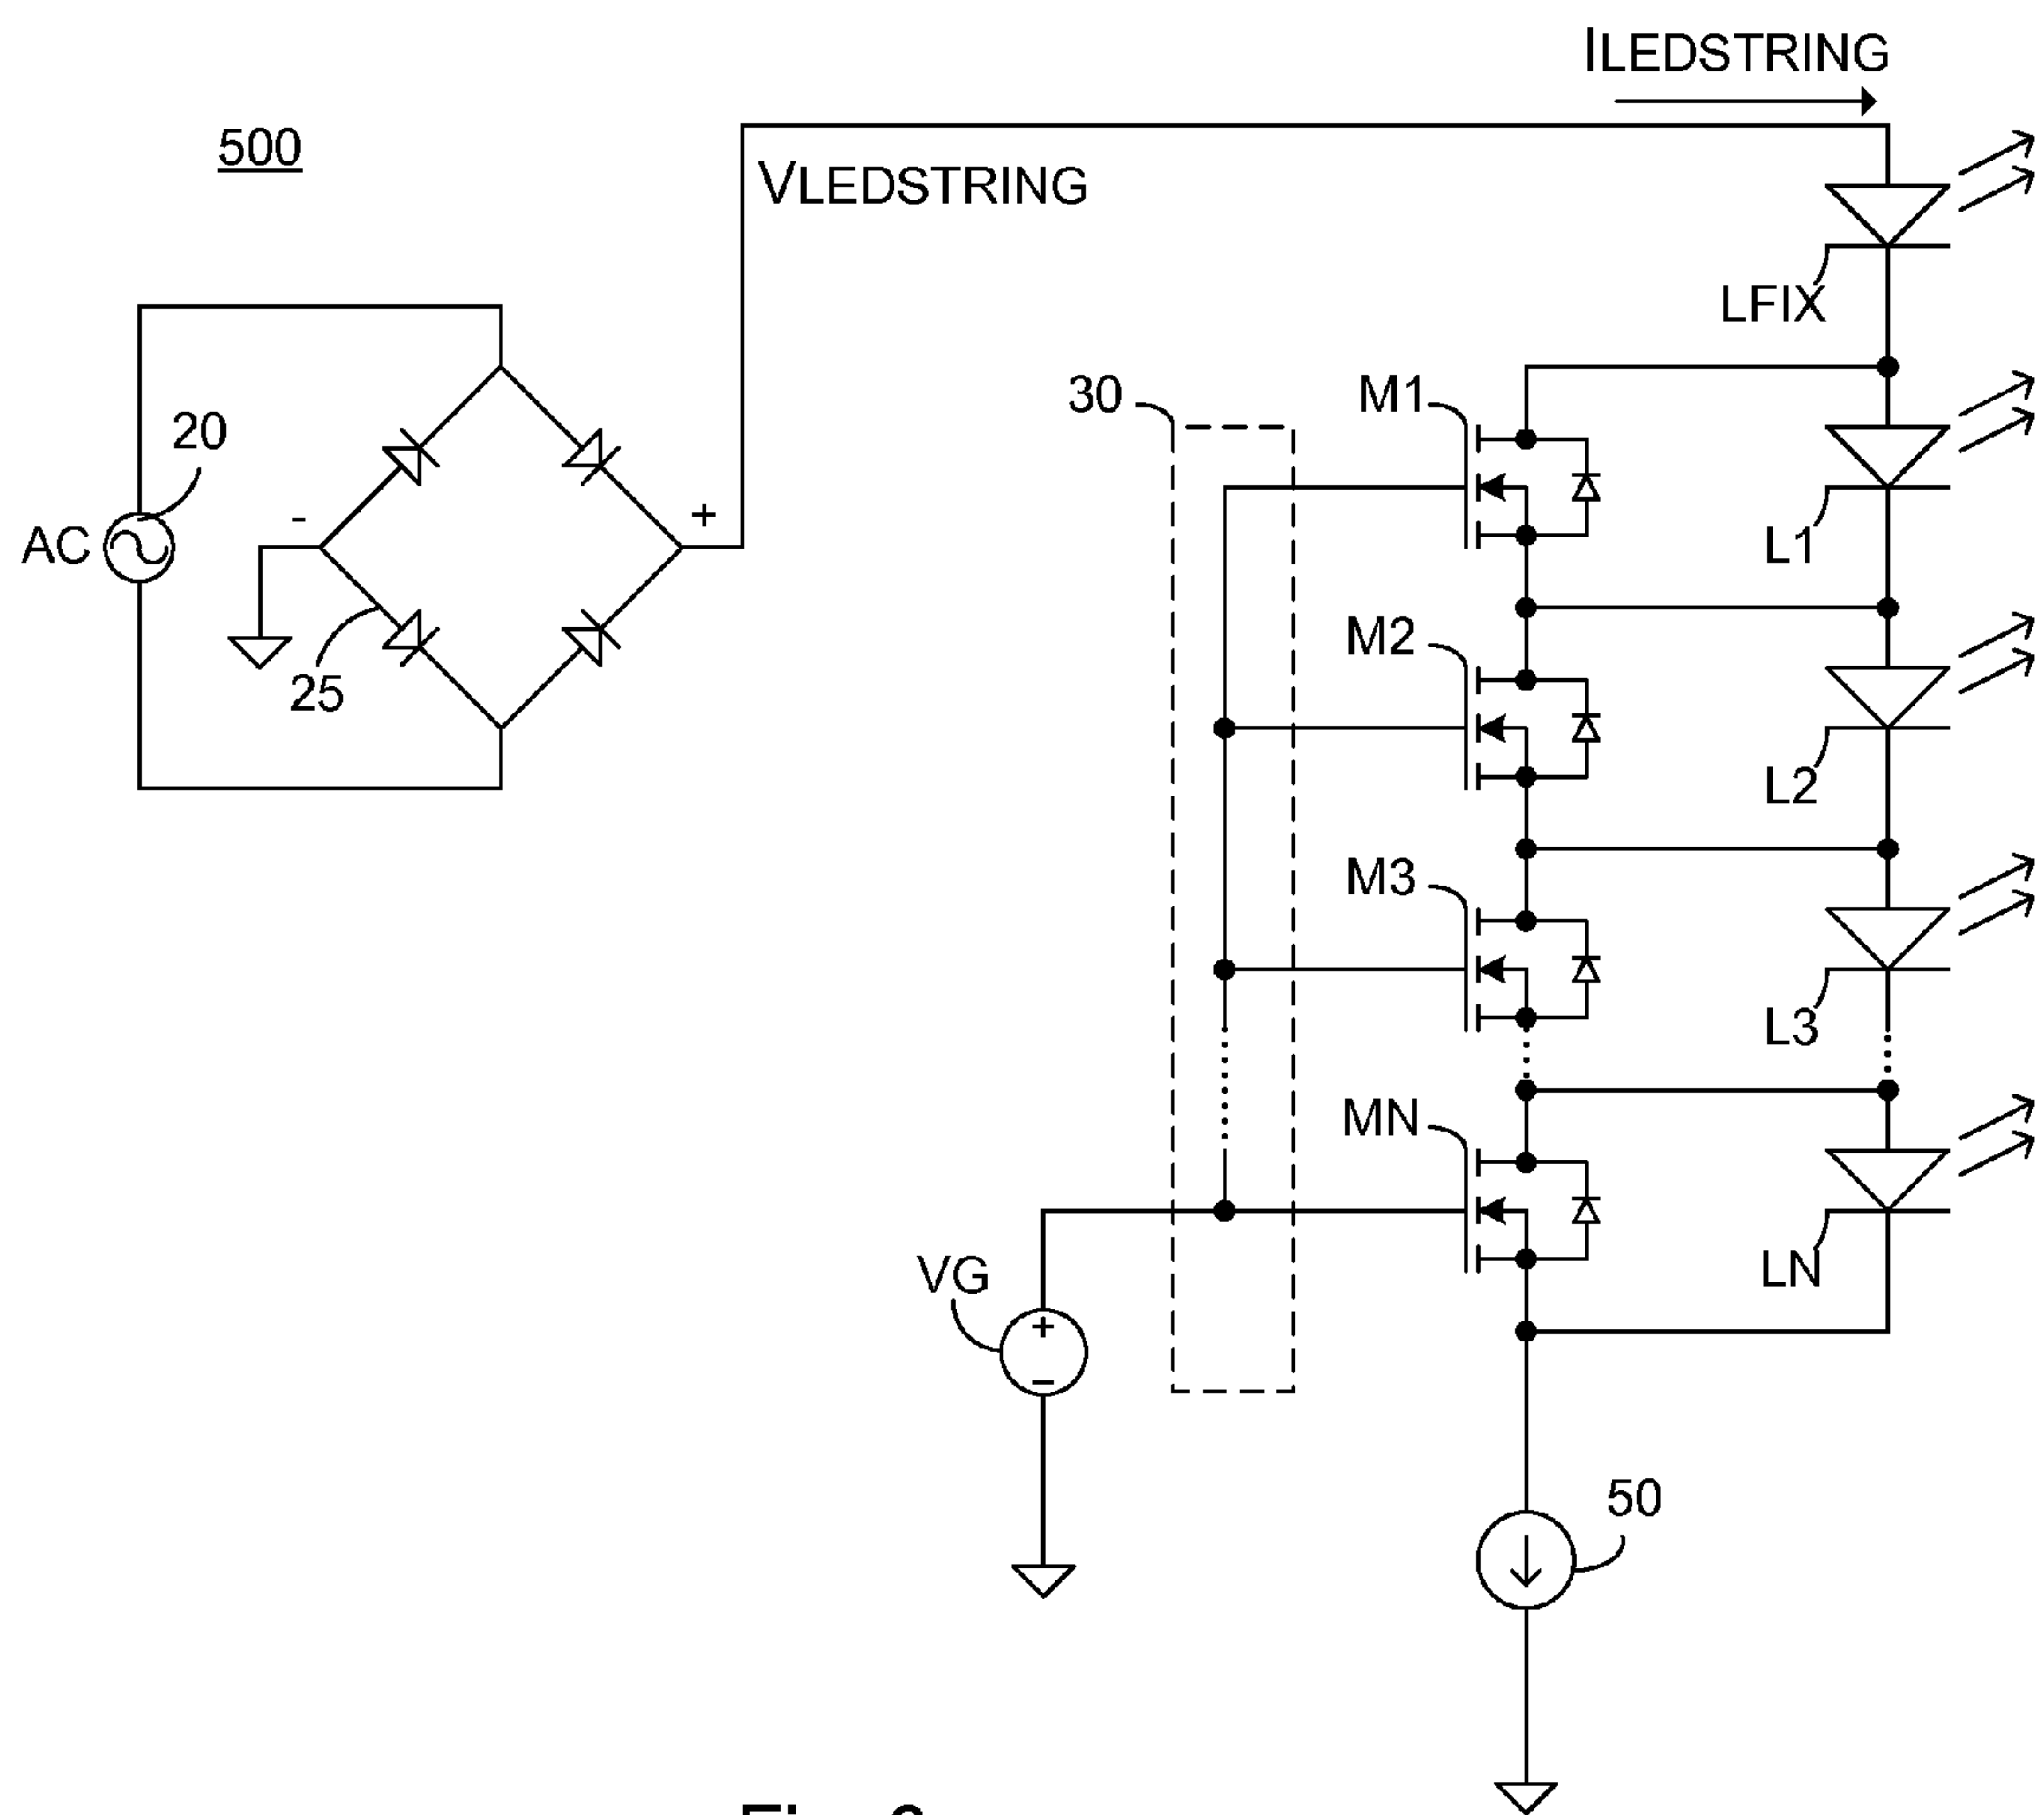 ILEDSTRING
500
VLEDSTRING
LFIX
30
M1
20
- +
AC
L1
M2
25
L2
M3
L3
MN
VG
LN
+
−
50